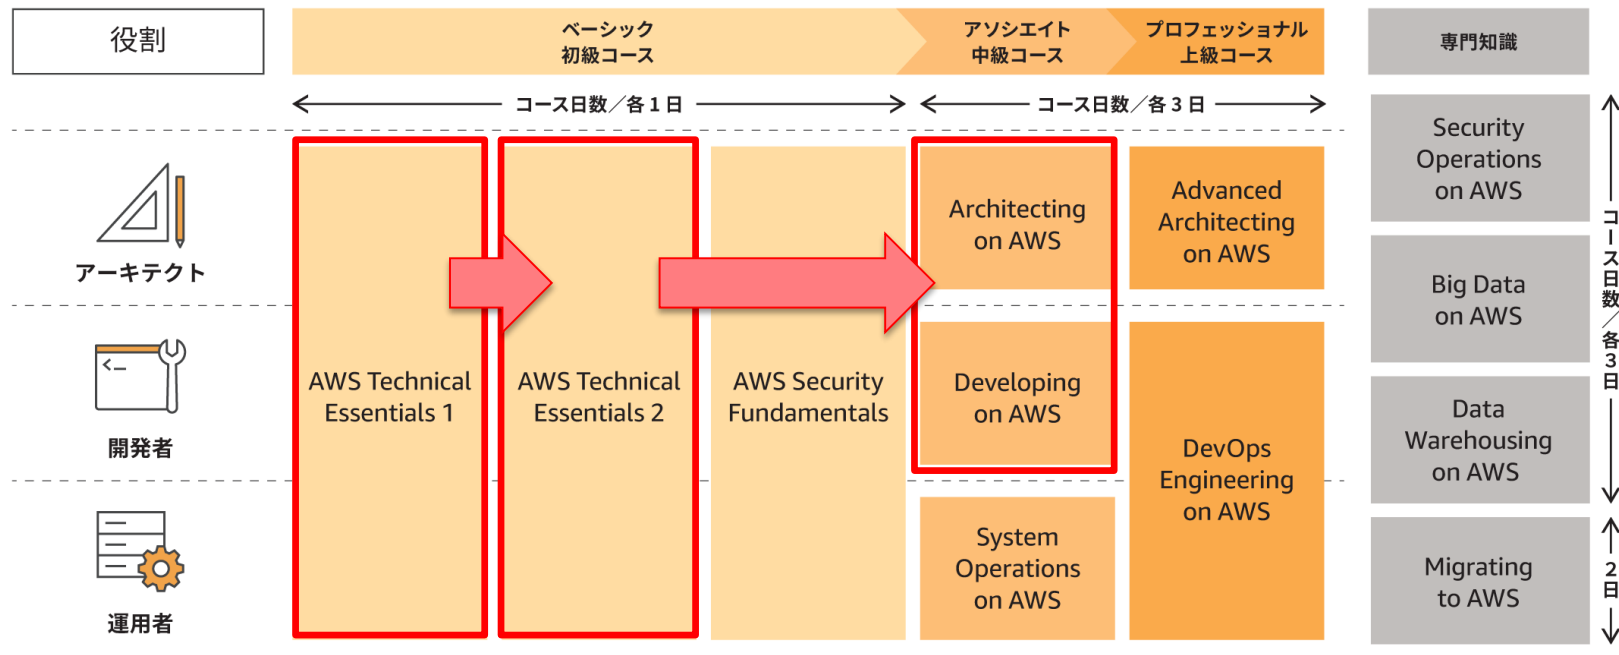 役割
ベーシック
初級コース
アソシエイト
中級コース
プロフェッショナル
上級コース
専門知識
コース日数／各1日
コース日数／各3日
アーキテクト
開発者
運用者
AWS Technical
Essentials 1
AWS Technical
Essentials 2
AWS Security
Fundamentals
Architecting
on AWS
Developing
on AWS
System
Operations
on AWS
Advanced
Architecting
on AWS
DevOps
Engineering
on AWS
Security
Operations
on AWS
Big Data
on AWS
Data
Warehousing
on AWS
Migrating
to AWS
コース日数／各3日
2日